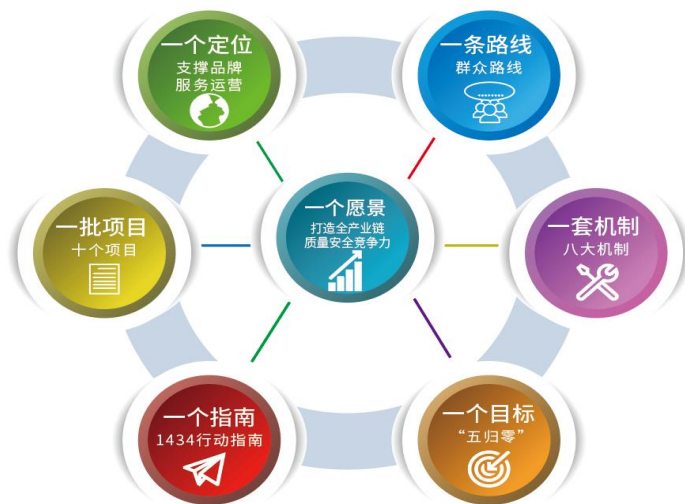 一个定位
支撑品牌
服务运营
一条路线
群众路线
一个愿景
打造全产业链
质量安全竞争力
一批项目
十个项目
一套机制
八大机制
一个指南
1434行动指南
一个目标
“五归零”